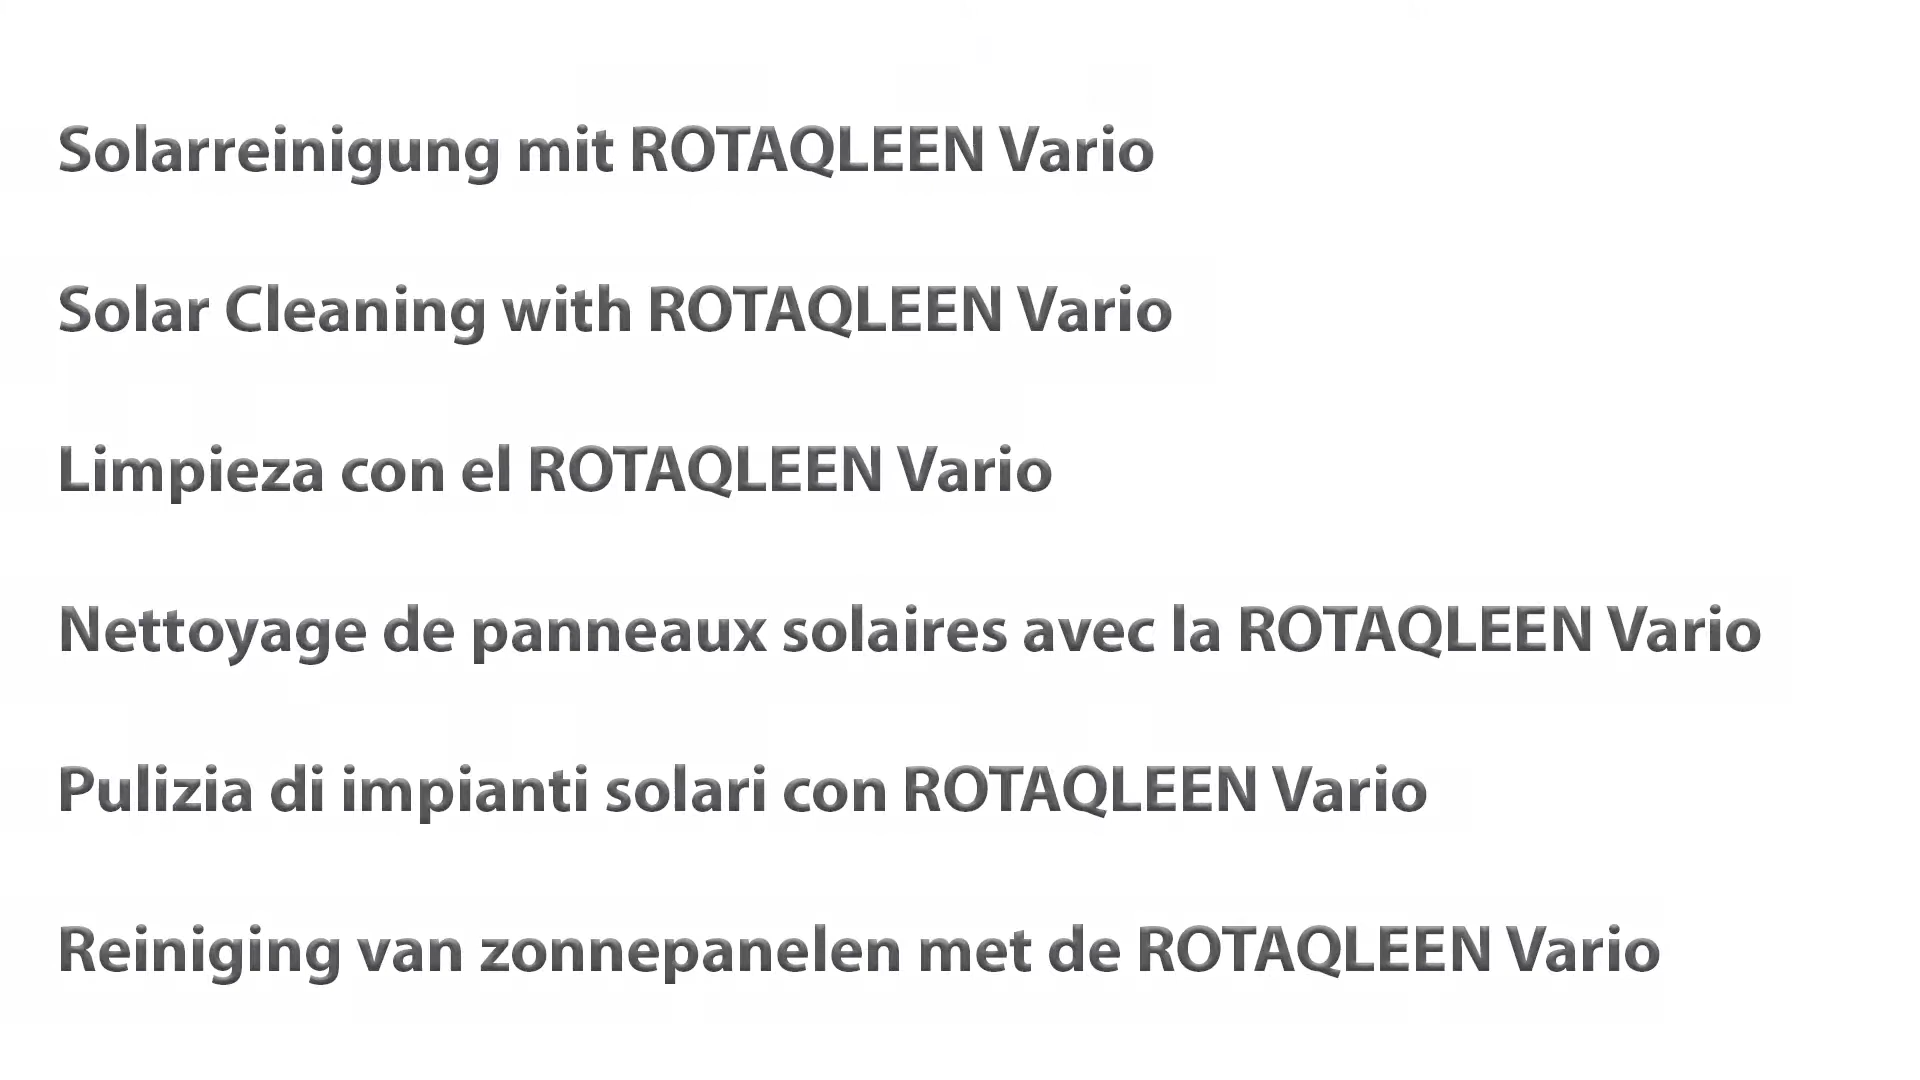 Solarreinigung mit ROTAQLEEN Vario
Solar Cleaning with ROTAQLEEN Vario
Limpieza con el ROTAQLEEN Vario
Nettoyage de panneaux solaires avec la ROTAQLEEN Vario
Pulizia di impianti solari con ROTAQLEEN Vario
Reiniging van zonnepanelen met de ROTAQLEEN Vario